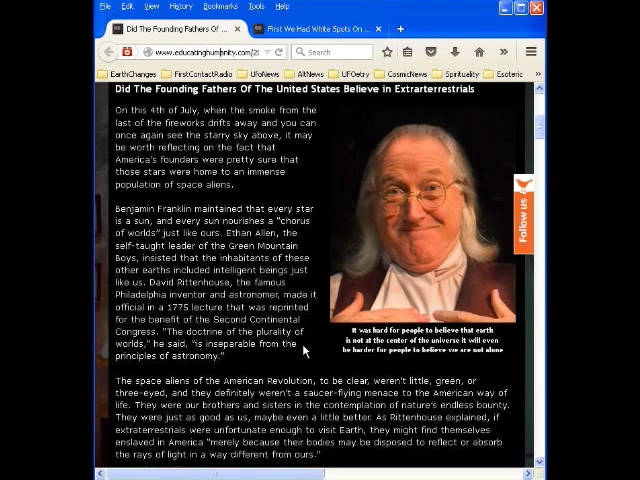 File Edit View History Bookmarks Tools Help
Did The Founding Fathers Of ...
First We Had White Spots On ...
www.educatinghumanity.com/20
Search
EarthChanges FirstContactRadio UfoNews AltNews UFOetry CosmicNews Spirituality Esoteric
Did The Founding Fathers Of The United States Believe in Extrarterrestrials
On this 4th of July, when the smoke from the
last of the fireworks drifts away and you can
once again see the starry sky above, it may
be worth reflecting on the fact that
America's founders were pretty sure that
those stars were home to an immense
population of space aliens.
Benjamin Franklin maintained that every star
is a sun, and every sun nourishes a "chorus
of worlds" just like ours. Ethan Allen, the
self-taught leader of the Green Mountain
Boys, insisted that the inhabitants of these
other earths included intelligent beings just
like us. David Rittenhouse, the famous
Philadelphia inventor and astronomer, made it
official in a 1775 lecture that was reprinted
for the benefit of the Second Continental
Congress. "The doctrine of the plurality of
worlds," he said, "is inseparable from the
principles of astronomy."
It was hard for people to believe that earth
is not at the center of the universe it will even
be harder for people to believe we are not alone
Follow us
The space aliens of the American Revolution, to be clear, weren't little, green, or
three-eyed, and they definitely weren't a saucer-flying menace to the American way of
life. They were our brothers and sisters in the contemplation of nature's endless bounty.
They were just as good as us, maybe even a little better. As Rittenhouse explained, if
extraterrestrials were unfortunate enough to visit Earth, they might find themselves
enslaved in America "merely because their bodies may be disposed to reflect or absorb
the rays of light in a way different from ours."